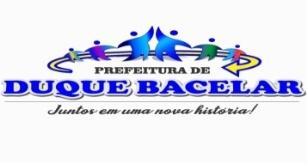 PREFEITURA DE
DUQUE BACELAR
Juntos em uma nova história!